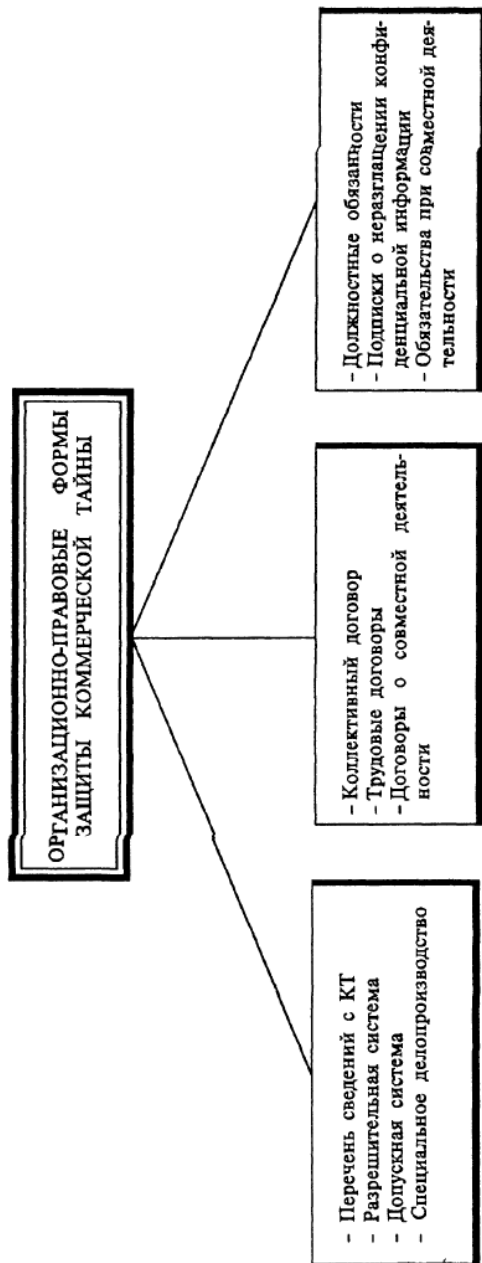 ОРГАНИЗАЦИОННО-ПРАВОВЫЕ ФОРМЫ
ЗАЩИТЫ КОММЕРЧЕСКОЙ ТАЙНЫ
- Перечень сведений с КТ
- Разрешительная система
- Допускная система
- Специальное делопроизводство
- Коллективный договор
- Трудовые договоры
- Договоры о совместной деятель-
ности
- Должностные обязанности
- Подписки о неразглащении конфи-
денциальной информации
- Обязательства при совместной дея-
тельности